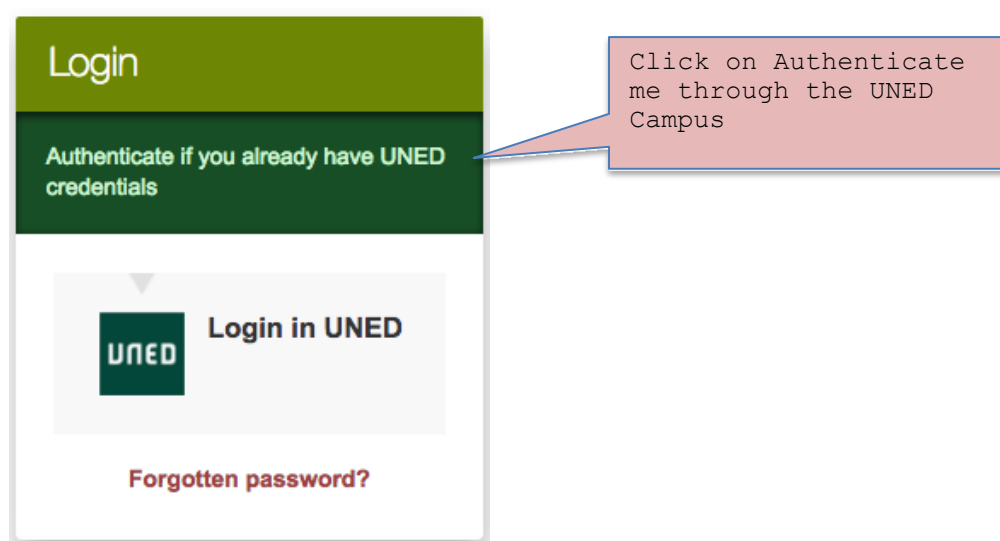 Login
Authenticate if you already have UNED
credentials
Login in UNED
UNED
Forgotten password?
Click on Authenticate
me through the UNED
Campus